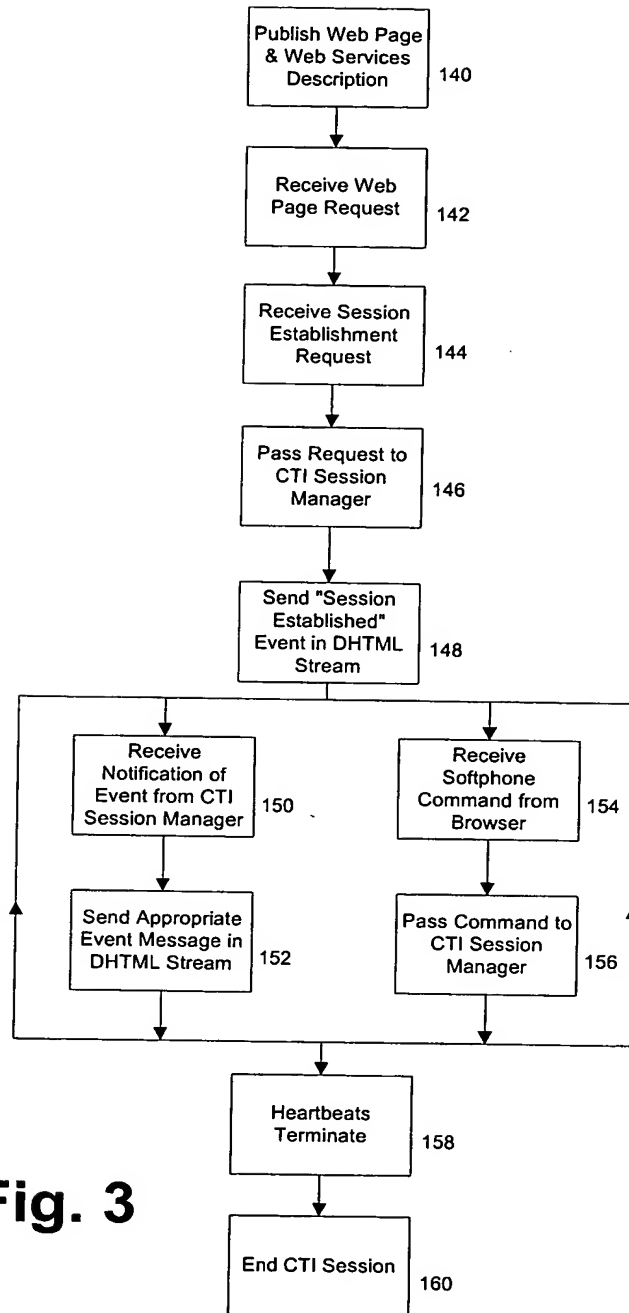 Publish Web Page
& Web Services
Description
140
Receive Web
Page Request
142
Receive Session
Establishment
Request
144
Pass Request to
CTI Session
Manager
146
Send "Session
Established"
Event in DHTML
Stream
148
Receive
Notification of
Event from CTI
Session Manager
150
Receive
Softphone
Command from
Browser
154
Send Appropriate
Event Message in
DHTML Stream
152
Pass Command to
CTI Session
Manager
156
Heartbeats
Terminate
158
Fig. 3
End CTI Session
160